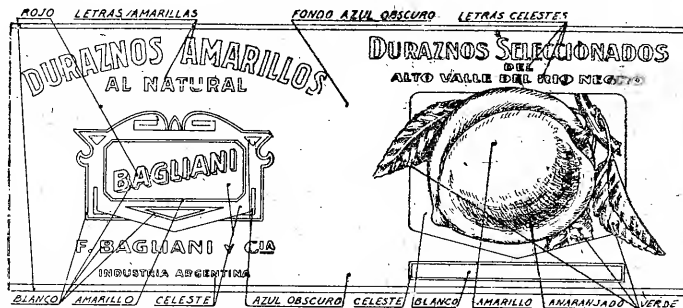 ROJO LETRAS AMARILLAS FONDO AZUL OBSCURO LETRAS CELESTES
DURAZNOS AMARILLOS
AL NATURAL
BAGLIANI
F. BAGLIANI Y CIA
INDUSTRIA ARGENTINA
DURAZNOS SELECCIONADOS
DEL
ALTO VALLE DEL RIO NEGRO
BLANCO AMARILLO CELESTE AZUL OBSCURO CELESTE BLANCO AMARILLO ANARANJADO VERDE